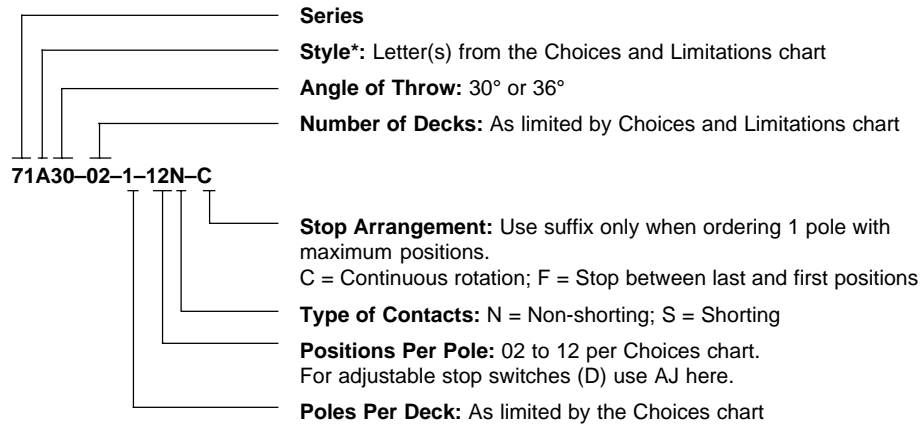 Series
Style*: Letter(s) from the Choices and Limitations chart
Angle of Throw: 30° or 36°
Number of Decks: As limited by Choices and Limitations chart
71A30–02–1–12N–C
Stop Arrangement: Use suffix only when ordering 1 pole with
maximum positions.
C = Continuous rotation; F = Stop between last and first positions
Type of Contacts: N = Non-shorting; S = Shorting
Positions Per Pole: 02 to 12 per Choices chart.
For adjustable stop switches (D) use AJ here.
Poles Per Deck: As limited by the Choices chart